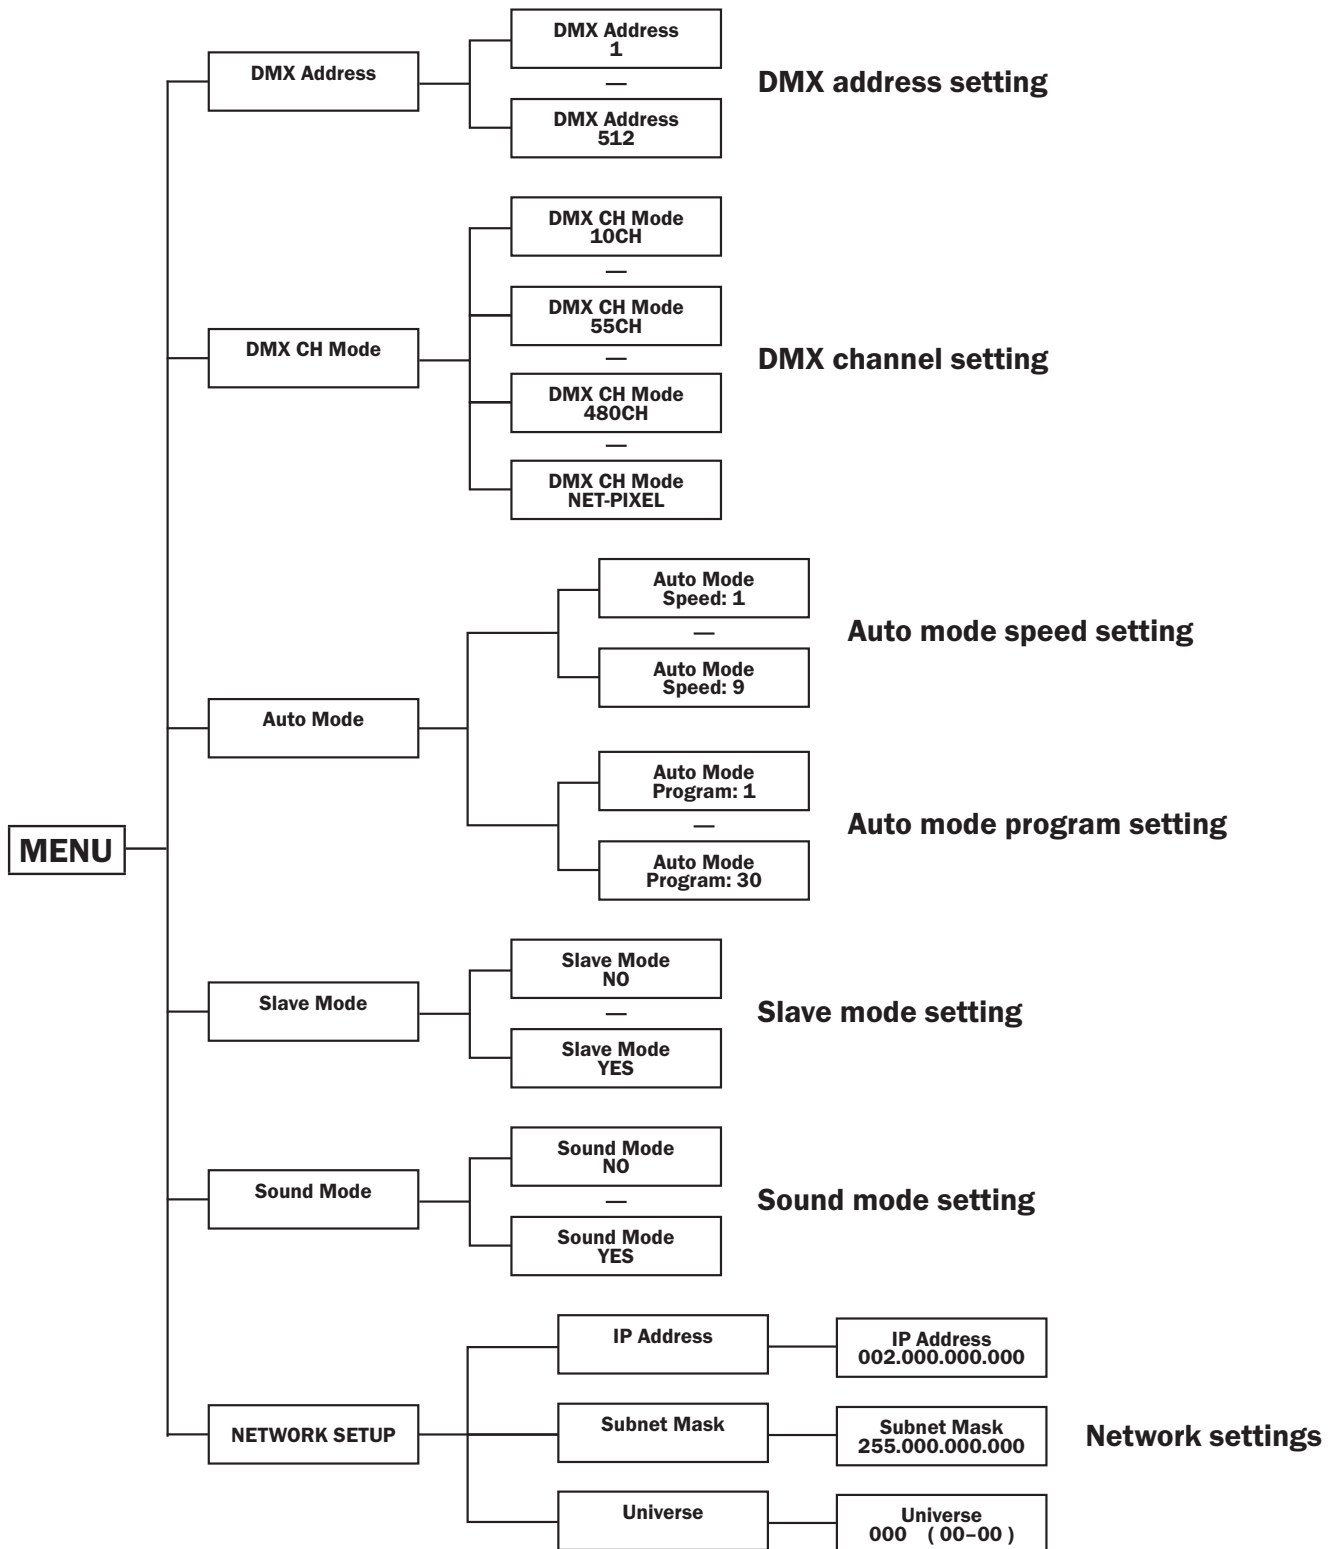 DMX Address
1
DMX Address
—
DMX address setting
DMX Address
512
DMX CH Mode
10CH
—
DMX CH Mode
55CH
DMX CH Mode
—
DMX channel setting
DMX CH Mode
480CH
—
DMX CH Mode
NET-PIXEL
Auto Mode
Speed: 1
—
Auto mode speed setting
Auto Mode
Speed: 9
Auto Mode
Auto Mode
Program: 1
—
Auto mode program setting
MENU
Auto Mode
Program: 30
Slave Mode
NO
Slave Mode
—
Slave mode setting
Slave Mode
YES
Sound Mode
NO
Sound Mode
—
Sound mode setting
Sound Mode
YES
IP Address
IP Address
002.000.000.000
NETWORK SETUP
Subnet Mask
Subnet Mask
255.000.000.000
Network settings
Universe
Universe
000 ( 00–00 )